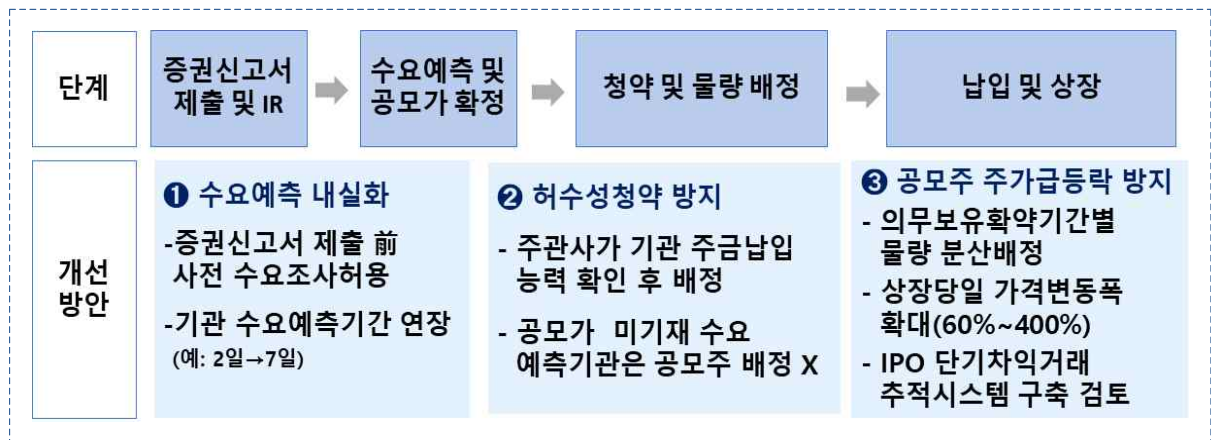 단계
증권신고서
제출 및 IR
수요예측 및
공모가 확정
청약 및 물량 배정
납입 및 상장
개선
방안
❶ 수요예측 내실화
-증권신고서 제출 前
사전 수요조사허용
-기관 수요예측기간 연장
(예: 2일→7일)
❷ 허수성청약 방지
- 주관사가 기관 주금납입
능력 확인 후 배정
- 공모가 미기재 수요
예측기관은 공모주 배정 X
❸ 공모주 주가급등락 방지
- 의무보유확약기간별
물량 분산배정
- 상장당일 가격변동폭
확대(60%~400%)
- IPO 단기차익거래
추적시스템 구축 검토